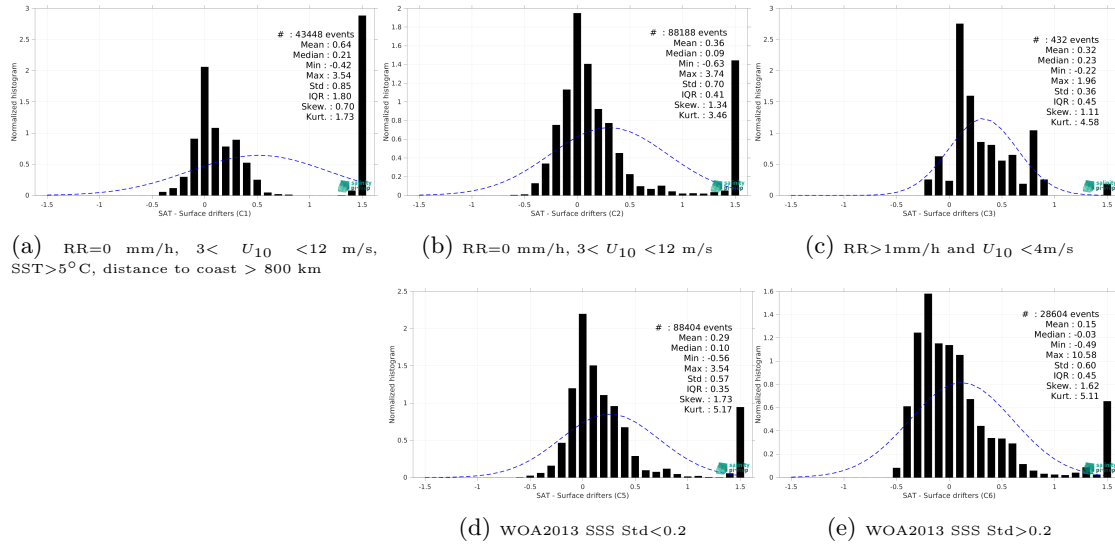 # : 43448 events
Mean : 0.64
Median : 0.21
Min : -0.42
Max : 3.54
Std : 0.85
IQR : 1.80
Skew. : 0.70
Kurt. : 1.73
Normalized histogram
3
2.5
2
1.5
1
0.5
0
-1.5 -1 -0.5 0 0.5 1 1.5
SAT - Surface drifters (C1)
(a) RR=0 mm/h, 3< U10 <12 m/s,
SST>5°C, distance to coast > 800 km
# : 88188 events
Mean : 0.36
Median : 0.09
Min : -0.63
Max : 3.74
Std : 0.70
IQR : 0.41
Skew. : 1.34
Kurt. : 3.46
Normalized histogram
2
1.8
1.6
1.4
1.2
1
0.8
0.6
0.4
0.2
0
-1.5 -1 -0.5 0 0.5 1 1.5
SAT - Surface drifters (C2)
(b) RR=0 mm/h, 3< U10 <12 m/s
# : 432 events
Mean : 0.32
Median : 0.23
Min : -0.22
Max : 1.96
Std : 0.36
IQR : 0.45
Skew. : 1.11
Kurt. : 4.58
Normalized histogram
3
2.5
2
1.5
1
0.5
0
-1.5 -1 -0.5 0 0.5 1 1.5
SAT - Surface drifters (C3)
(c) RR>1mm/h and U10 <4m/s
# : 88404 events
Mean : 0.29
Median : 0.10
Min : -0.56
Max : 3.54
Std : 0.57
IQR : 0.35
Skew. : 1.73
Kurt. : 5.17
Normalized histogram
2.5
2
1.5
1
0.5
0
-1.5 -1 -0.5 0 0.5 1 1.5
SAT - Surface drifters (C5)
(d) WOA2013 SSS Std<0.2
# : 28604 events
Mean : 0.15
Median : -0.03
Min : -0.49
Max : 10.58
Std : 0.60
IQR : 0.45
Skew. : 1.62
Kurt. : 5.11
Normalized histogram
1.6
1.4
1.2
1
0.8
0.6
0.4
0.2
0
-1.5 -1 -0.5 0 0.5 1 1.5
SAT - Surface drifters (C6)
(e) WOA2013 SSS Std>0.2